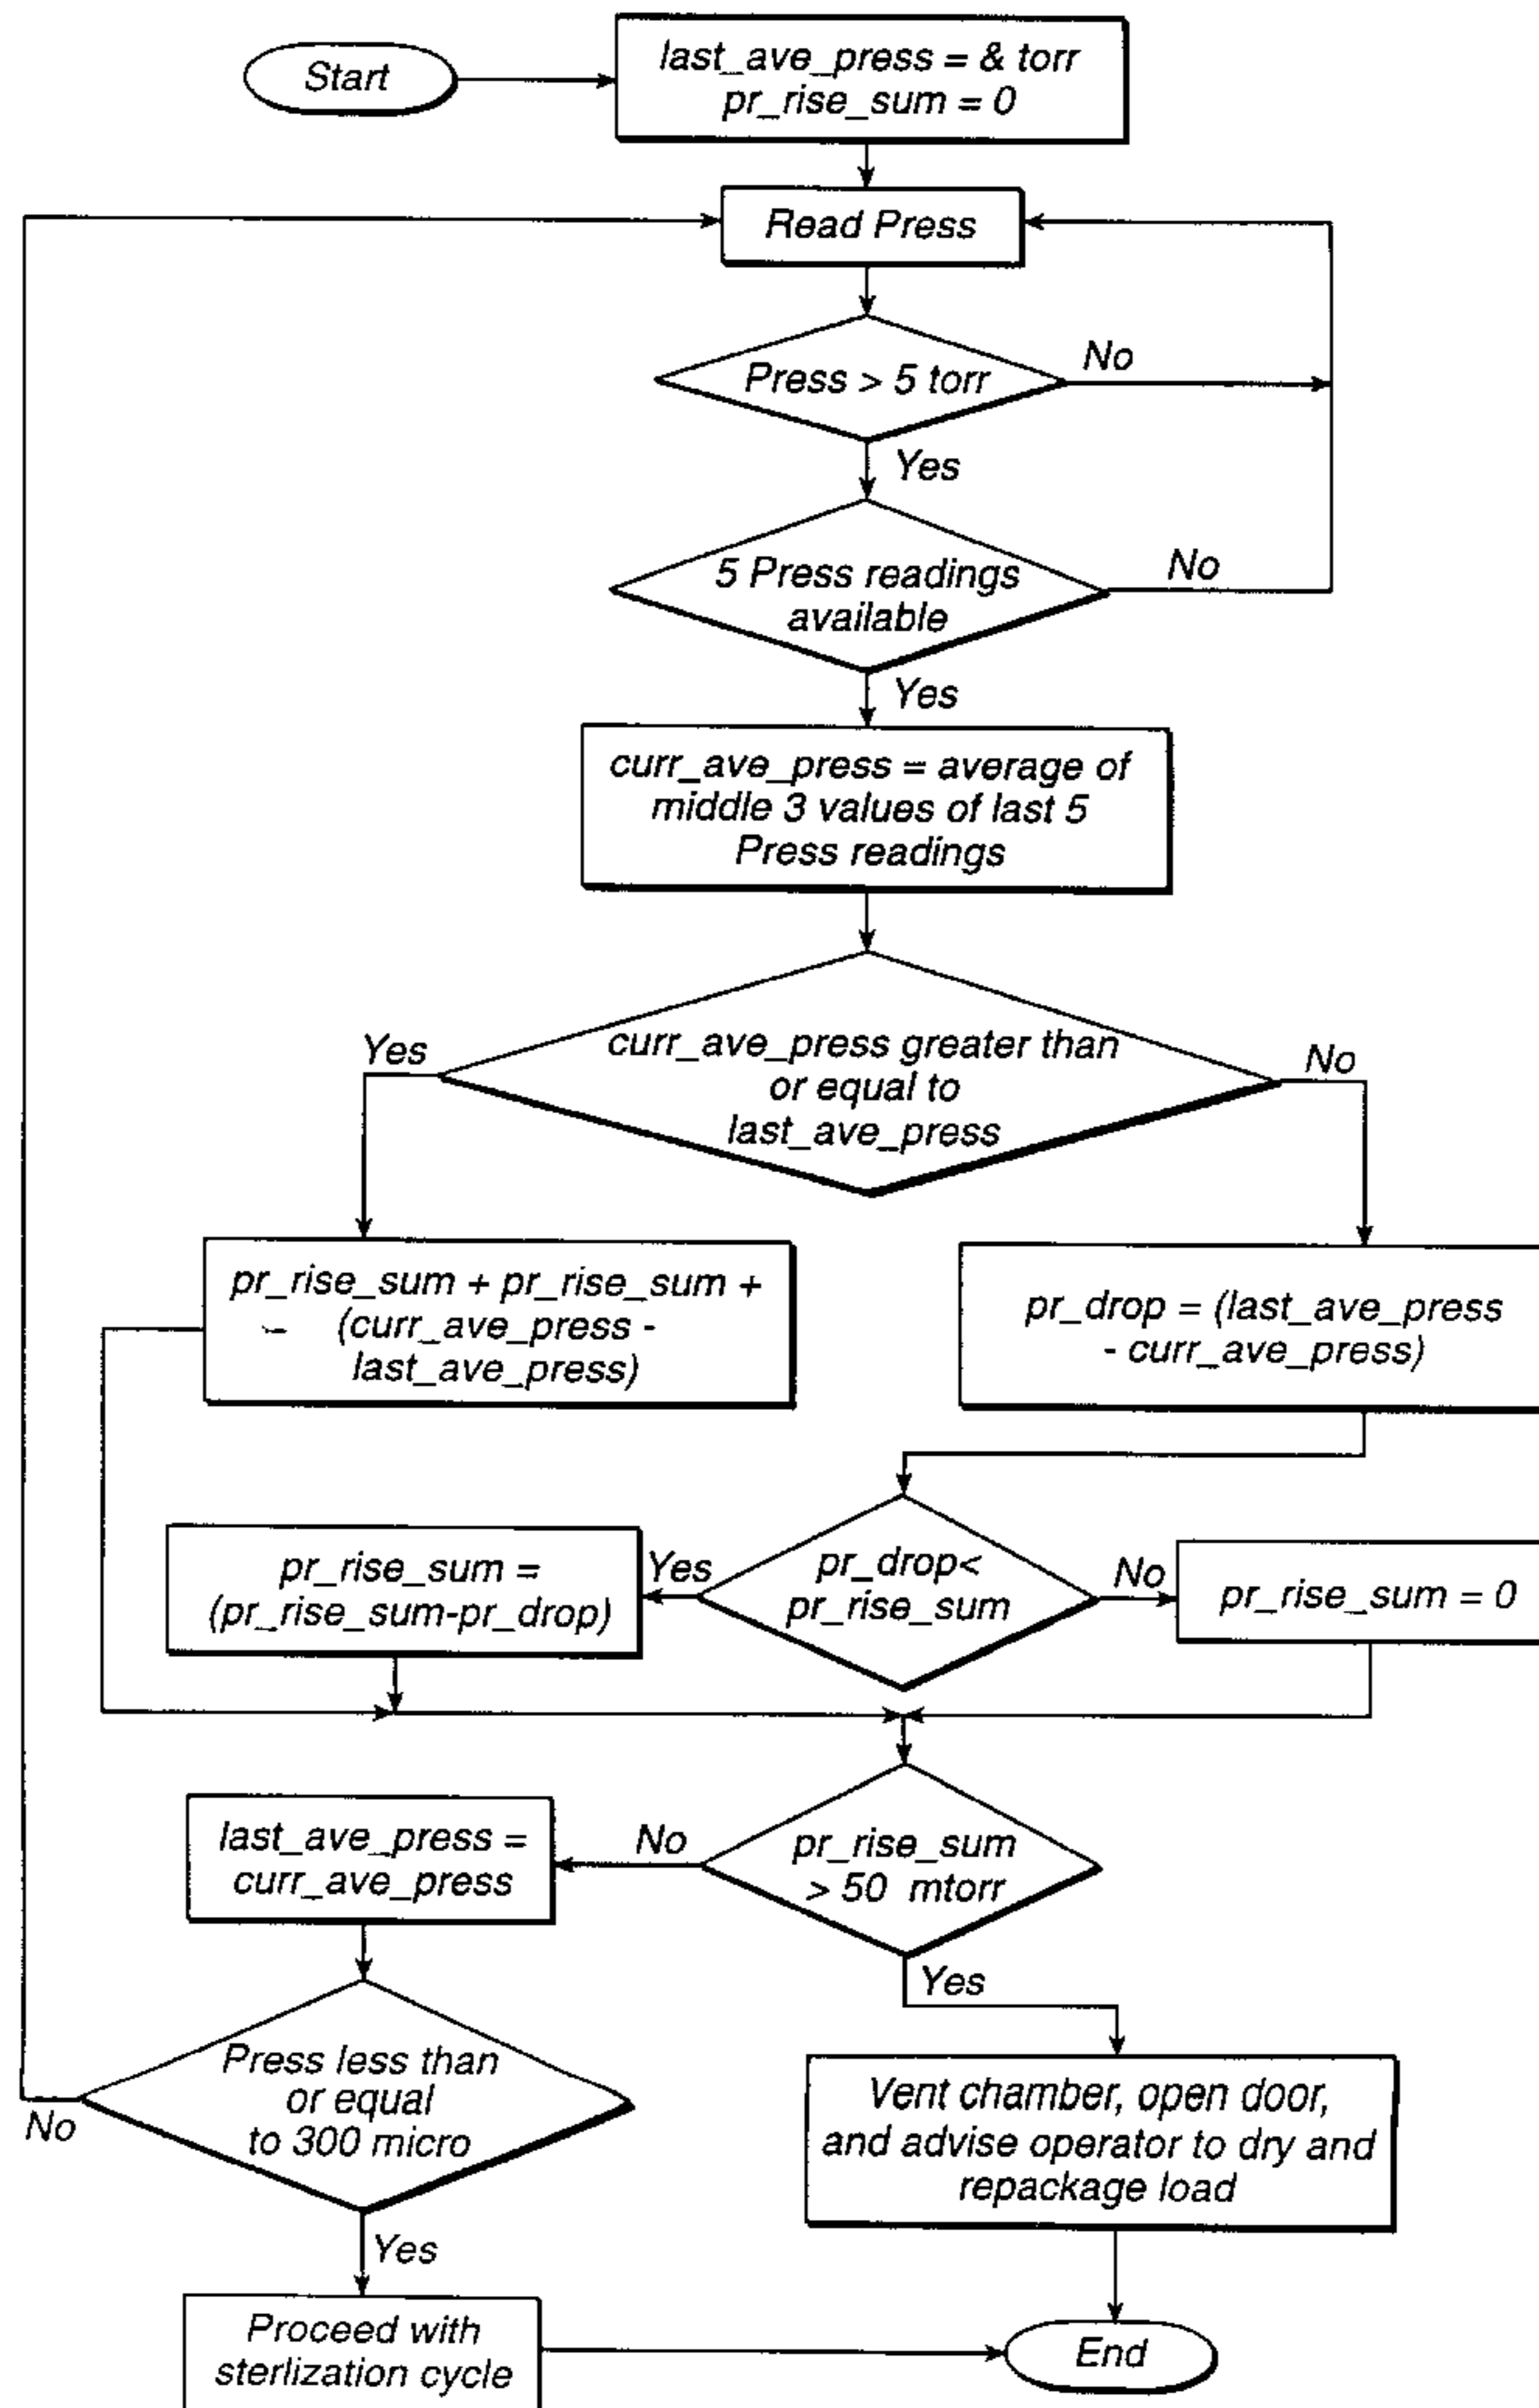 Start
last_ave_press = & torr
pr_rise_sum = 0
Read Press
Press > 5 torr
No
Yes
5 Press readings
available
No
Yes
curr_ave_press = average of
middle 3 values of last 5
Press readings
Yes
curr_ave_press greater than
or equal to
last_ave_press
No
pr_rise_sum + pr_rise_sum +
(curr_ave_press -
last_ave_press)
pr_drop = (last_ave_press
- curr_ave_press)
pr_rise_sum =
(pr_rise_sum-pr_drop)
Yes
pr_drop<
pr_rise_sum
No
pr_rise_sum = 0
last_ave_press =
curr_ave_press
No
pr_rise_sum
> 50 mtorr
Yes
Press less than
or equal
to 300 micro
No
Vent chamber, open door,
and advise operator to dry and
repackage load
Yes
Proceed with
sterlization cycle
End